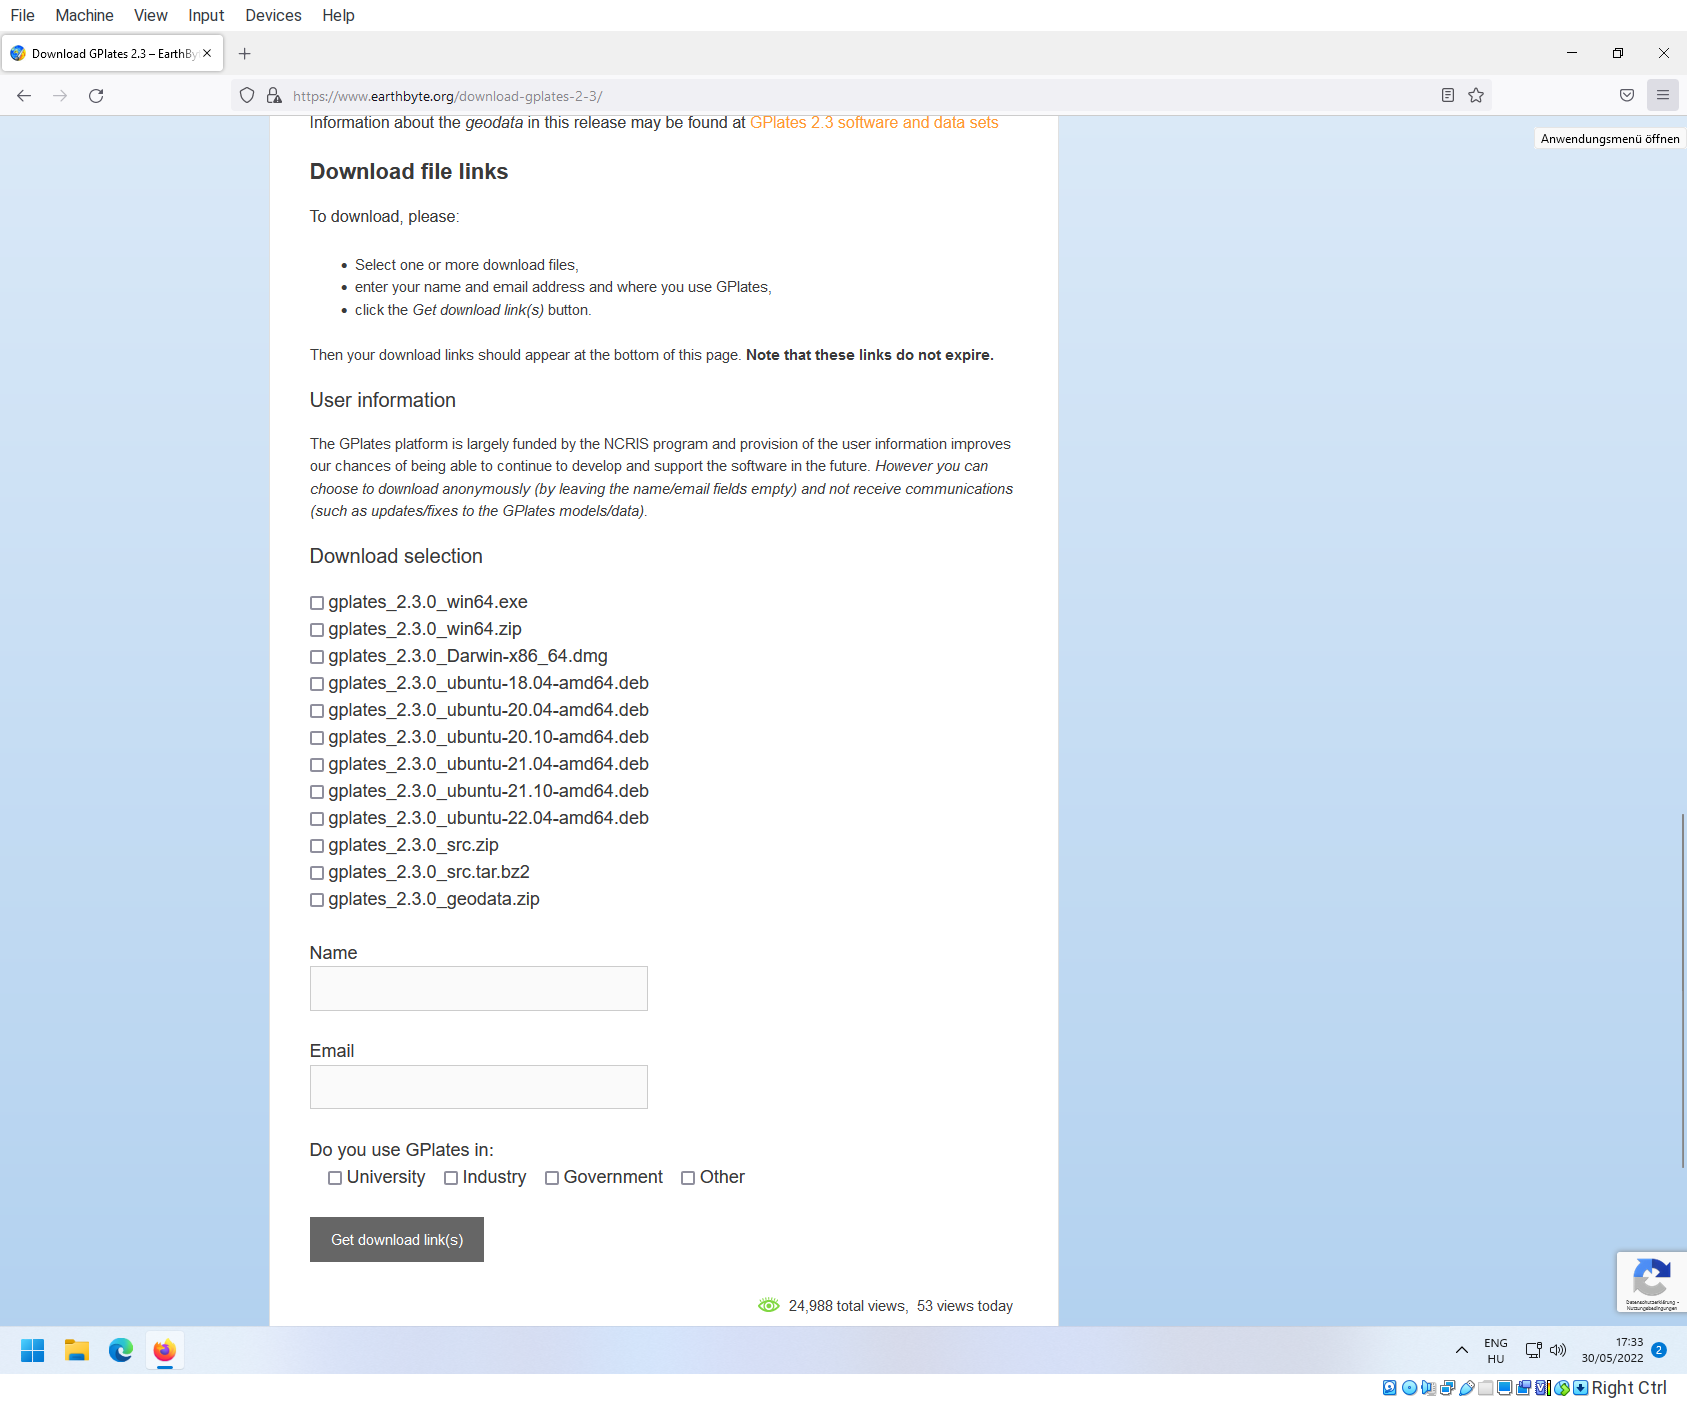 File Machine View Input Devices Help
Download GPlates 2.3 – EarthBy
https://www.earthbyte.org/download-gplates-2-3/
Anwendungsmenü öffnen
Information about the geodata in this release may be found at GPlates 2.3 software and data sets
Download file links
To download, please:
Select one or more download files,
enter your name and email address and where you use GPlates,
click the Get download link(s) button.
Then your download links should appear at the bottom of this page. Note that these links do not expire.
User information
The GPlates platform is largely funded by the NCRIS program and provision of the user information improves
our chances of being able to continue to develop and support the software in the future. However you can
choose to download anonymously (by leaving the name/email fields empty) and not receive communications
(such as updates/fixes to the GPlates models/data).
Download selection
gplates_2.3.0_win64.exe
gplates_2.3.0_win64.zip
gplates_2.3.0_Darwin-x86_64.dmg
gplates_2.3.0_ubuntu-18.04-amd64.deb
gplates_2.3.0_ubuntu-20.04-amd64.deb
gplates_2.3.0_ubuntu-20.10-amd64.deb
gplates_2.3.0_ubuntu-21.04-amd64.deb
gplates_2.3.0_ubuntu-21.10-amd64.deb
gplates_2.3.0_ubuntu-22.04-amd64.deb
gplates_2.3.0_src.zip
gplates_2.3.0_src.tar.bz2
gplates_2.3.0_geodata.zip
Name
Email
Do you use GPlates in:
University Industry Government Other
Get download link(s)
Datenschutzerklärung -
Nutzungsbedingungen
24,988 total views, 53 views today
ENG
HU
17:33
30/05/2022
2
Right Ctrl